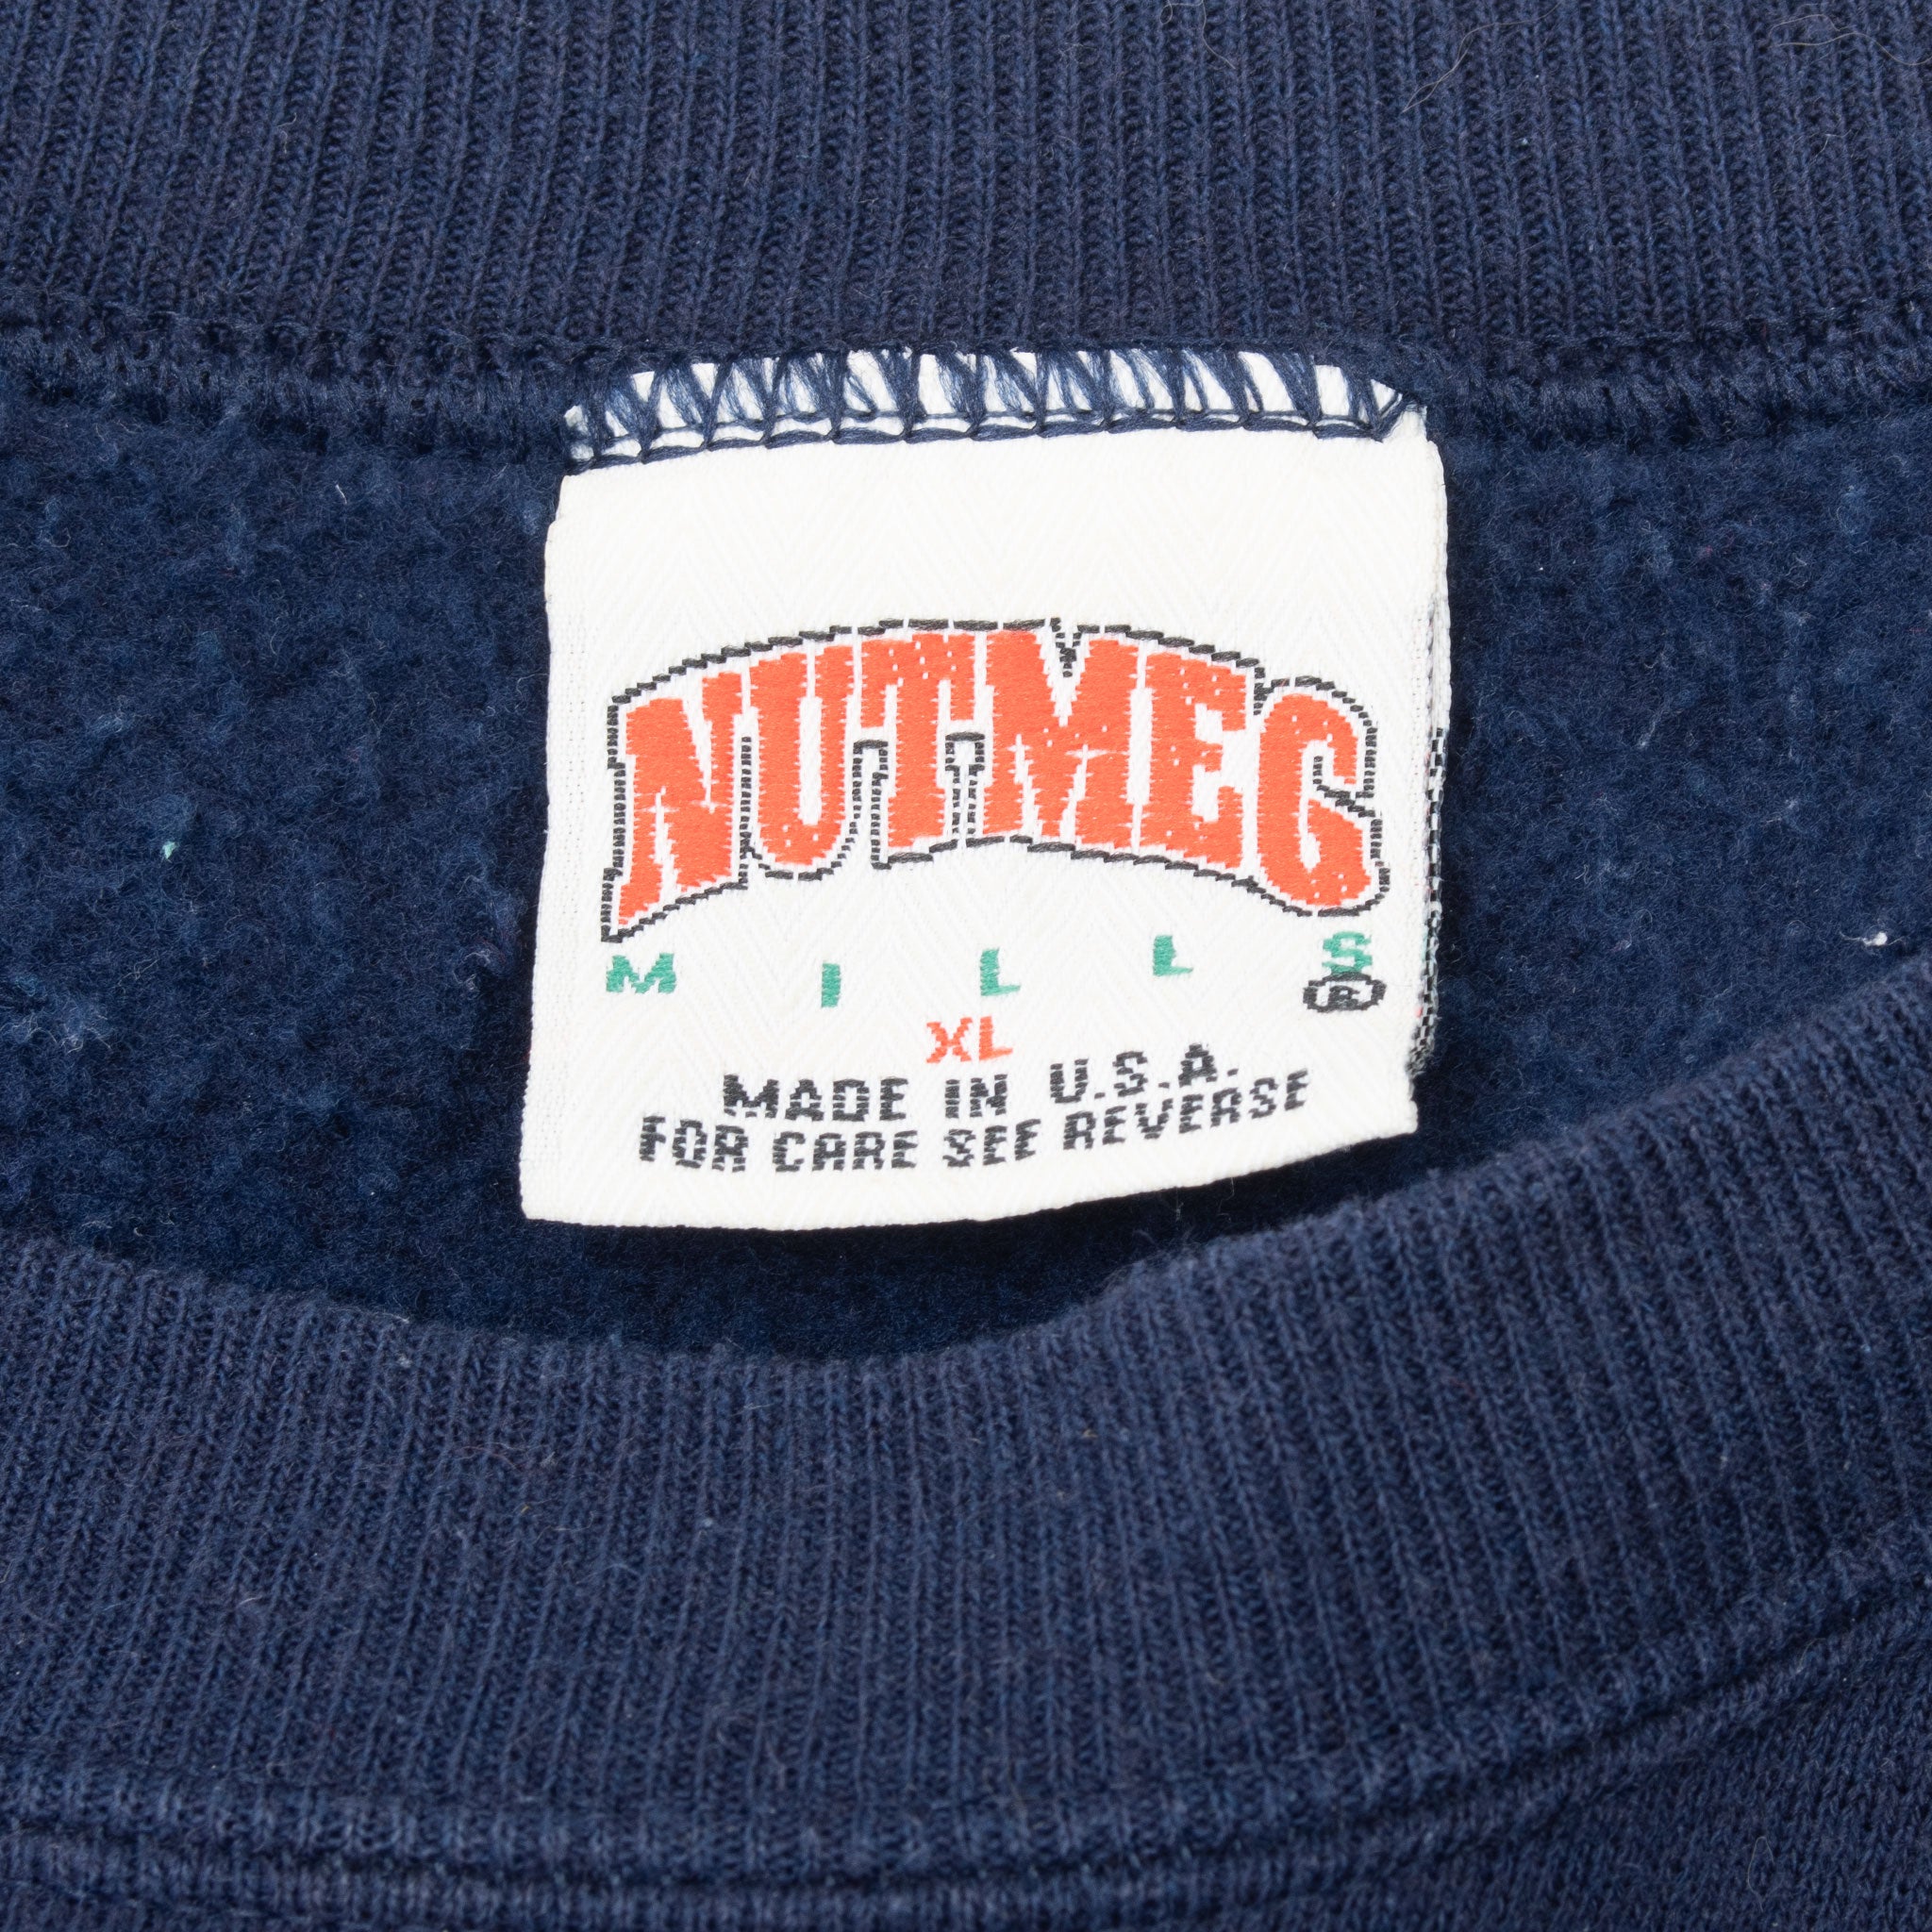 NUTMEG
MILLS®
XL
MADE IN U.S.A.
FOR CARE SEE REVERSE